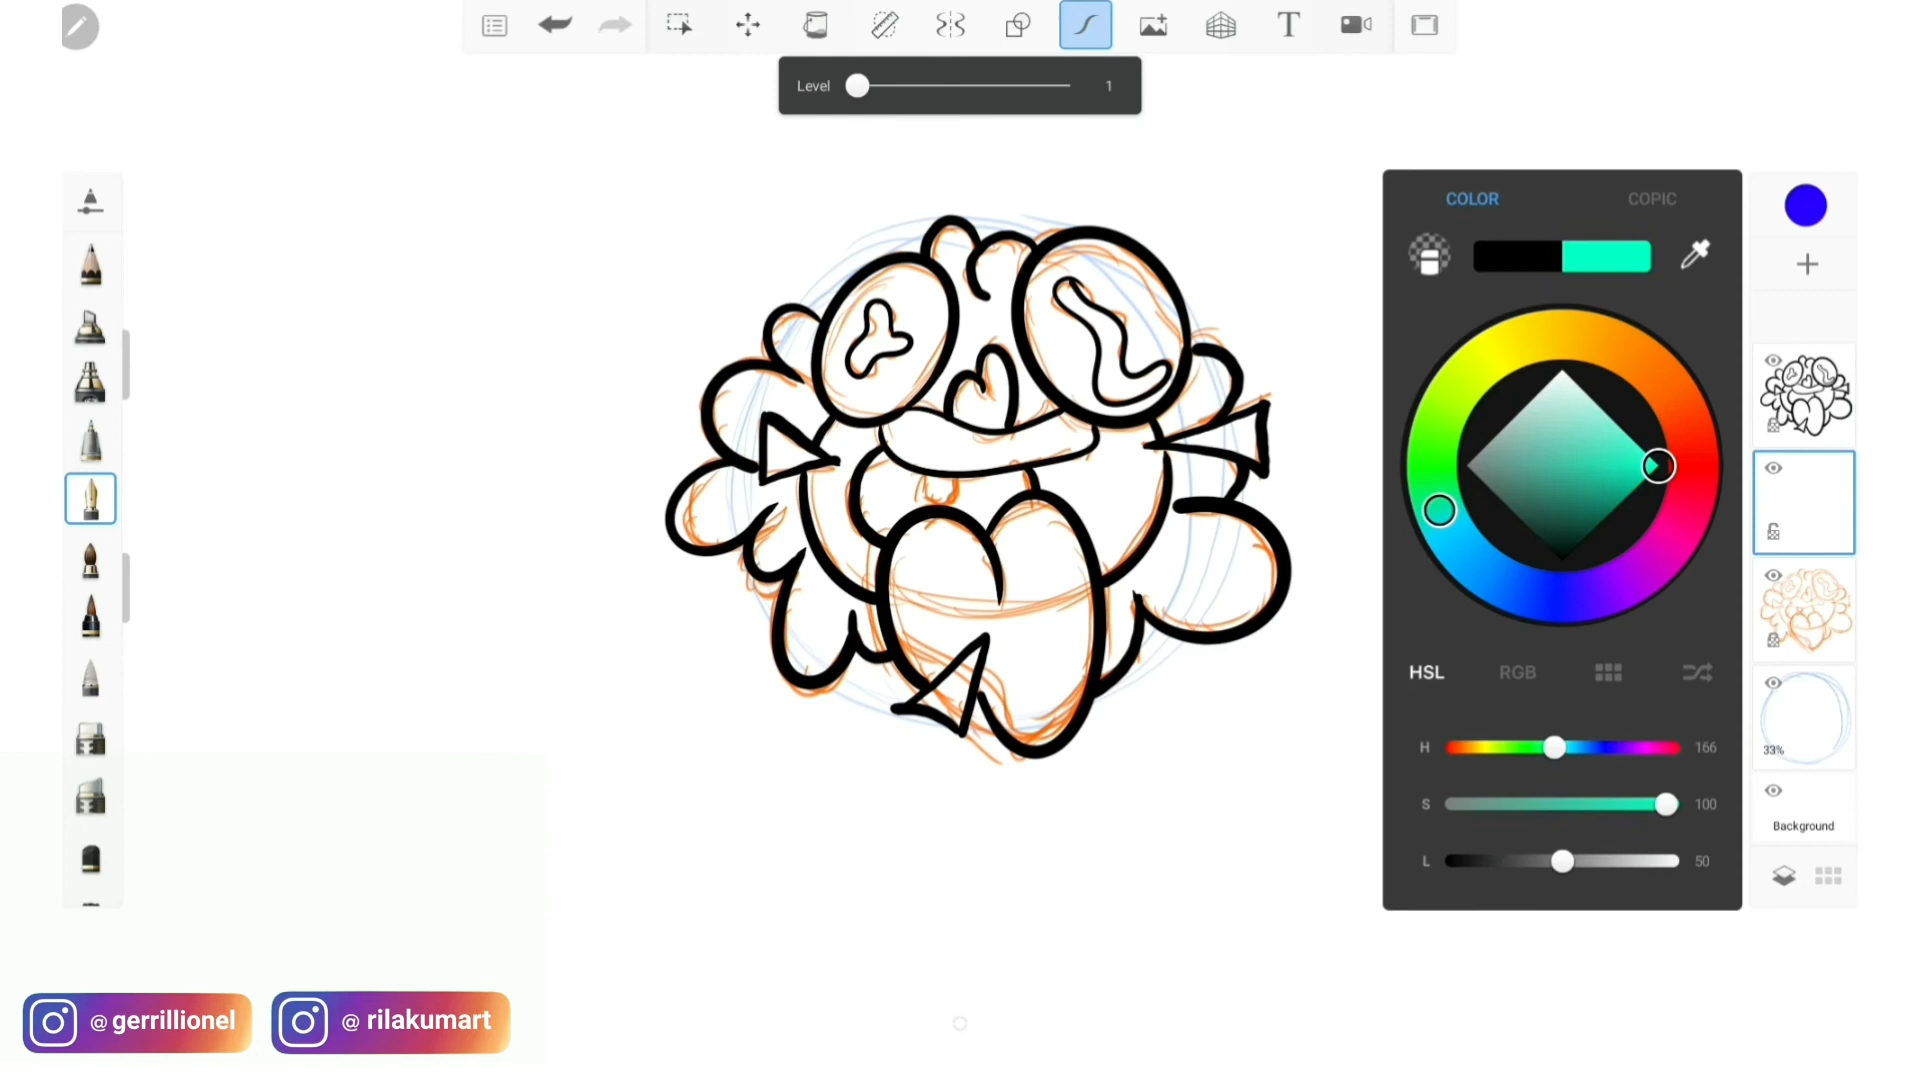 T
Level 1
COLOR COPIC
HSL RGB
H 166
S 100
L 50
33%
Background
@ gerrillionel
@ rilakumart